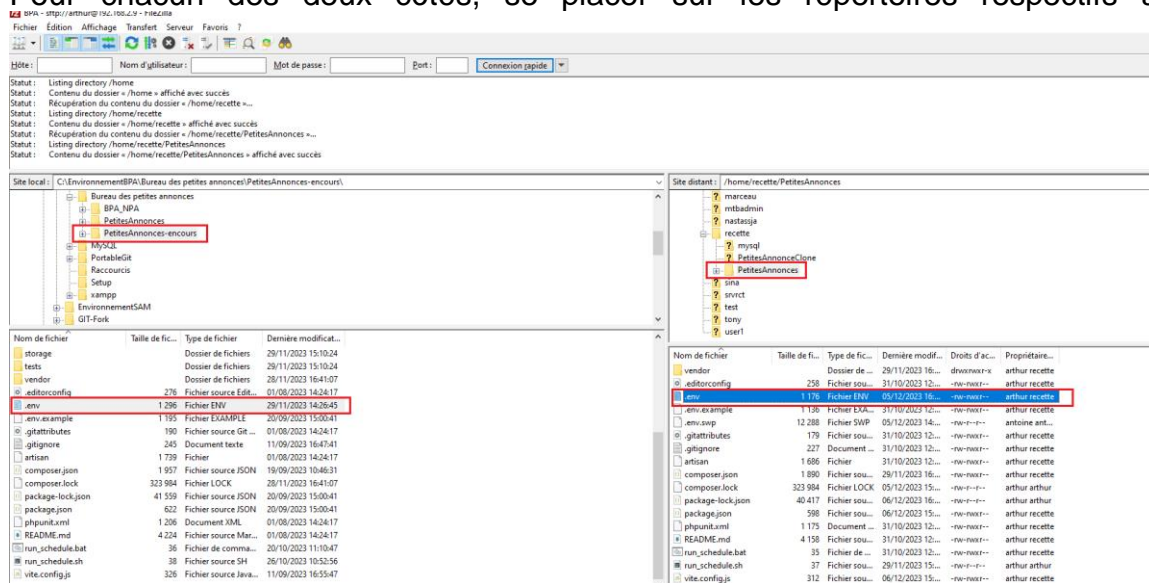 Pour chacun des deux côtés, se placer sur les répertoires respectifs
BPA - sftp://arthur@192.168.2.9 - FileZilla
Fichier Édition Affichage Transfert Serveur Favoris ?
Hôte : Nom d'utilisateur : Mot de passe : Port : Connexion rapide
Statut : Listing directory /home
Statut : Contenu du dossier « /home » affiché avec succès
Statut : Récupération du contenu du dossier « /home/recette »...
Statut : Listing directory /home/recette
Statut : Contenu du dossier « /home/recette » affiché avec succès
Statut : Récupération du contenu du dossier « /home/recette/PetitesAnnonces »...
Statut : Listing directory /home/recette/PetitesAnnonces
Statut : Contenu du dossier « /home/recette/PetitesAnnonces » affiché avec succès
Site local : C:\EnvironnementBPA\Bureau des petites annonces\PetitesAnnonces-encours\
Bureau des petites annonces
BPA_NPA
PetitesAnnonces
PetitesAnnonces-encours
MySQL
PortableGit
Raccourcis
Setup
xampp
EnvironnementSAM
GIT-Fork
Nom de fichier Taille de fic... Type de fichier Dernière modificat...
storage Dossier de fichiers 29/11/2023 15:10:24
tests Dossier de fichiers 29/11/2023 15:10:24
vendor Dossier de fichiers 28/11/2023 16:41:07
.editorconfig 276 Fichier source Edit... 01/08/2023 14:24:17
.env 1 296 Fichier ENV 29/11/2023 14:26:45
.env.example 1 195 Fichier EXAMPLE 20/09/2023 15:00:41
.gitattributes 190 Fichier source Git ... 01/08/2023 14:24:17
.gitignore 245 Document texte 11/09/2023 16:47:41
artisan 1 739 Fichier 01/08/2023 14:24:17
composer.json 1 957 Fichier source JSON 19/09/2023 10:46:31
composer.lock 323 984 Fichier LOCK 28/11/2023 16:41:07
package-lock.json 41 559 Fichier source JSON 20/09/2023 15:00:41
package.json 622 Fichier source JSON 20/09/2023 15:00:41
phpunit.xml 1 206 Document XML 01/08/2023 14:24:17
README.md 4 224 Fichier source Mar... 01/08/2023 14:24:17
run_schedule.bat 36 Fichier de comma... 20/10/2023 11:10:47
run_schedule.sh 38 Fichier source SH 26/10/2023 10:52:56
vite.config.js 326 Fichier source Java... 11/09/2023 16:55:47
Site distant : /home/recette/PetitesAnnonces
marceau
mtbadmin
nastassja
recette
mysql
PetitesAnnonceClone
PetitesAnnonces
sina
srvrct
test
tony
user1
Nom de fichier Taille de fi... Type de fic... Dernière modif... Droits d'ac... Propriétaire...
vendor Dossier de ... 29/11/2023 16:... drwxrwxr-x arthur recette
.editorconfig 258 Fichier sou... 31/10/2023 12:... -rw-rwxr-- arthur recette
.env 1 176 Fichier ENV 05/12/2023 16:... -rw-rwxr-- arthur recette
.env.example 1 136 Fichier EXA... 31/10/2023 12:... -rw-rwxr-- arthur recette
.env.swp 12 288 Fichier SWP 05/12/2023 14:... -rw-r--r-- antoine ant...
.gitattributes 179 Fichier sou... 31/10/2023 12:... -rw-rwxr-- arthur recette
.gitignore 227 Document ... 31/10/2023 12:... -rw-rwxr-- arthur recette
artisan 1 686 Fichier 31/10/2023 12:... -rw-rwxr-- arthur recette
composer.json 1 890 Fichier sou... 29/11/2023 16:... -rw-rwxr-- arthur recette
composer.lock 323 984 Fichier LOCK 05/12/2023 15:... -rw-r--r-- arthur arthur
package-lock.json 40 417 Fichier sou... 06/12/2023 16:... -rw-rwxr-- arthur recette
package.json 598 Fichier sou... 06/12/2023 15:... -rw-rwxr-- arthur recette
phpunit.xml 1 175 Document ... 31/10/2023 12:... -rw-rwxr-- arthur recette
README.md 4 158 Fichier sou... 31/10/2023 12:... -rw-rwxr-- arthur recette
run_schedule.bat 35 Fichier de ... 31/10/2023 12:... -rw-rwxr-- arthur recette
run_schedule.sh 37 Fichier sou... 29/11/2023 15:... -rw-r--r-- arthur recette
vite.config.js 312 Fichier sou... 06/12/2023 15:... -rw-rwxr-- arthur recette